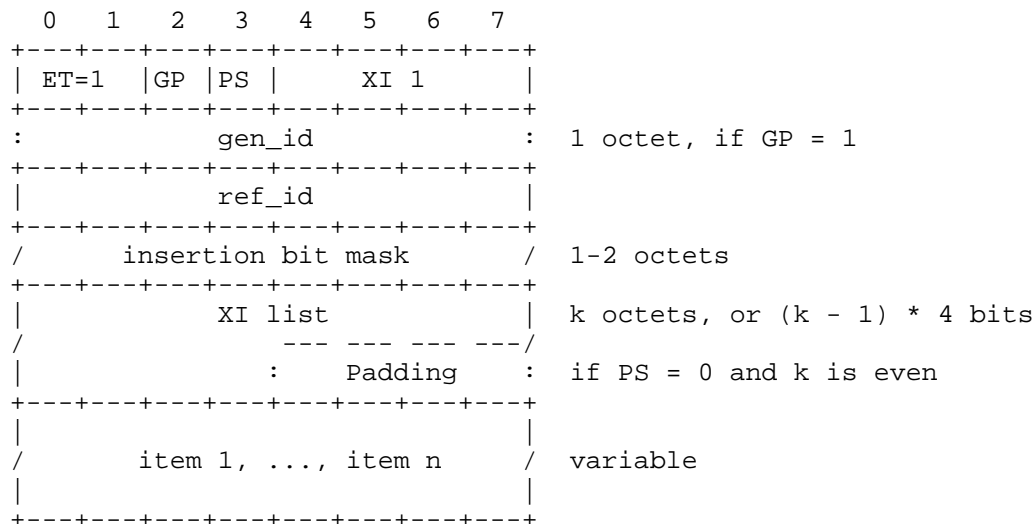 0   1   2   3   4   5   6   7
+---+---+---+---+---+---+---+---+
| ET=1  |GP |PS |     XI 1      |
+---+---+---+---+---+---+---+---+
:            gen_id             :  1 octet, if GP = 1
+---+---+---+---+---+---+---+---+
|            ref_id             |
+---+---+---+---+---+---+---+---+
/      insertion bit mask       /  1-2 octets
+---+---+---+---+---+---+---+---+
|            XI list            |  k octets, or (k - 1) * 4 bits
/                --- --- --- ---/
|               :    Padding    :  if PS = 0 and k is even
+---+---+---+---+---+---+---+---+
|                               |
/       item 1, ..., item n     /  variable
|                               |
+---+---+---+---+---+---+---+---+